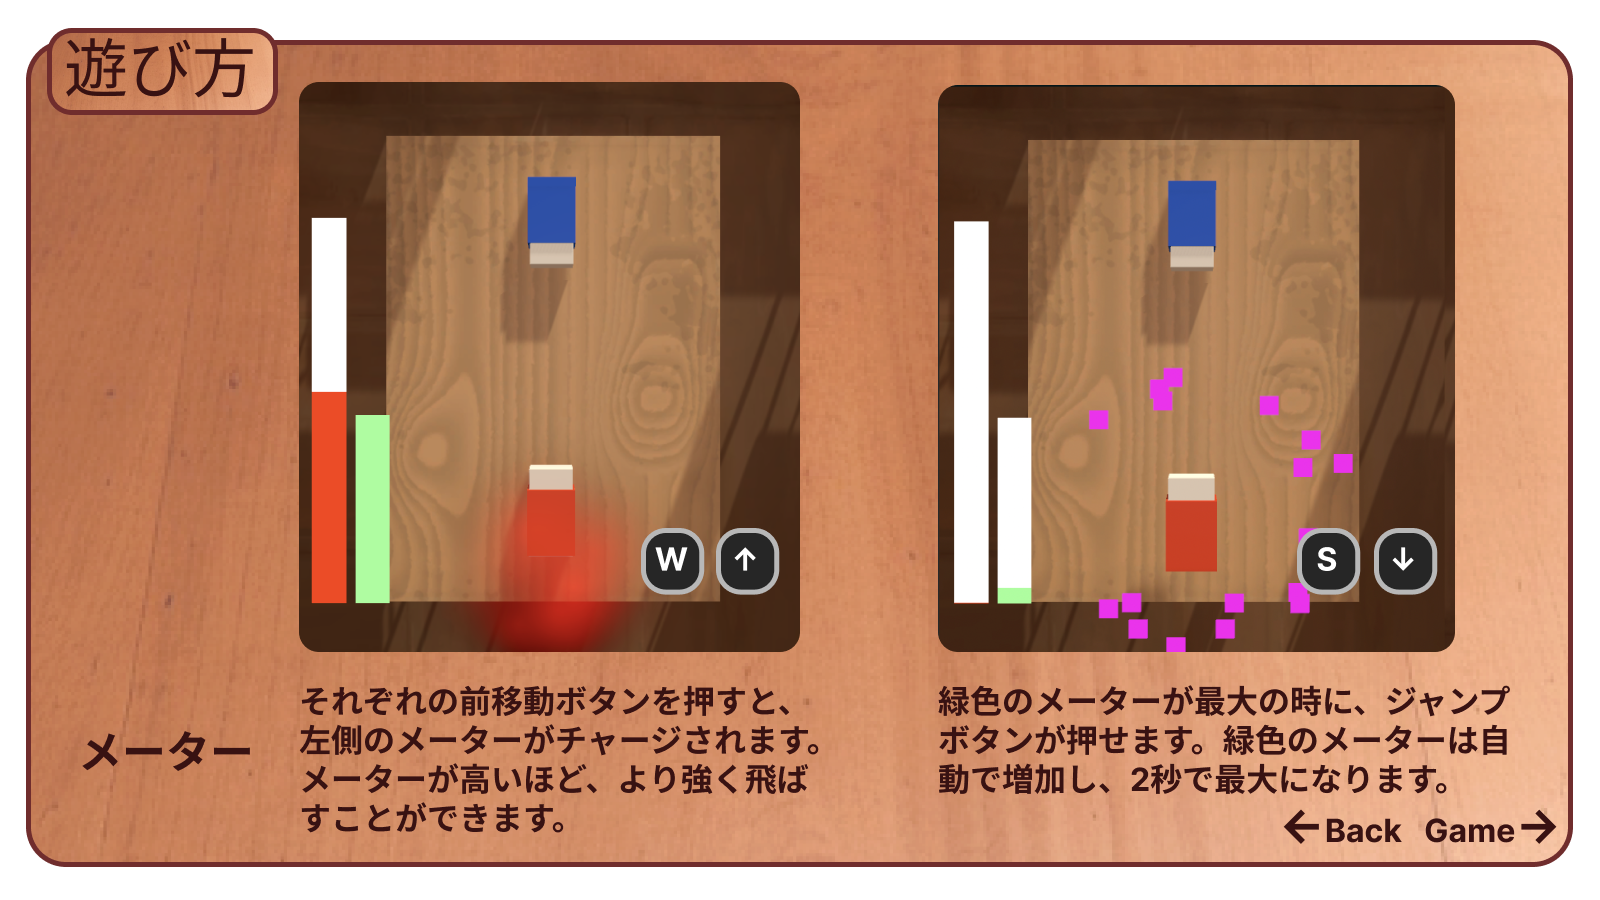 遊び方
W ↑
S ↓
それぞれの前移動ボタンを押すと、
左側のメーターがチャージされます。
メーターが高いほど、より強く飛ば
すことができます。
メーター
緑色のメーターが最大の時に、ジャンプ
ボタンが押せます。緑色のメーターは自
動で増加し、2秒で最大になります。
←Back Game→